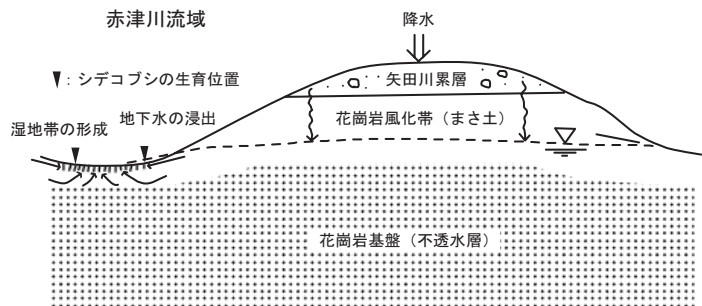 赤津川流域
降水
▼：シデコブシの生育位置
矢田川累層
地下水の浸出
湿地帯の形成
花崗岩風化帯（まさ土）
花崗岩基盤（不透水層）